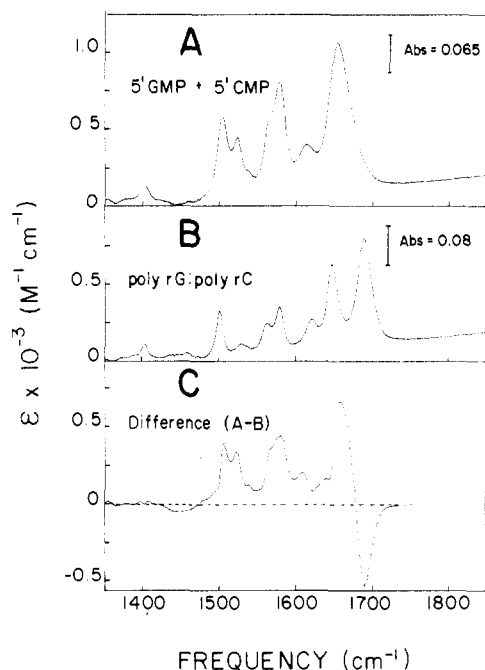 A
Abs = 0.065
5' GMP + 5' CMP
1.0
0.5
0
B
Abs = 0.08
poly rG:poly rC
0.5
0
C
Difference (A-B)
0.5
0
-0.5
ε x 10⁻³ (M⁻¹ cm⁻¹)
1400 1500 1600 1700 1800
FREQUENCY (cm⁻¹)